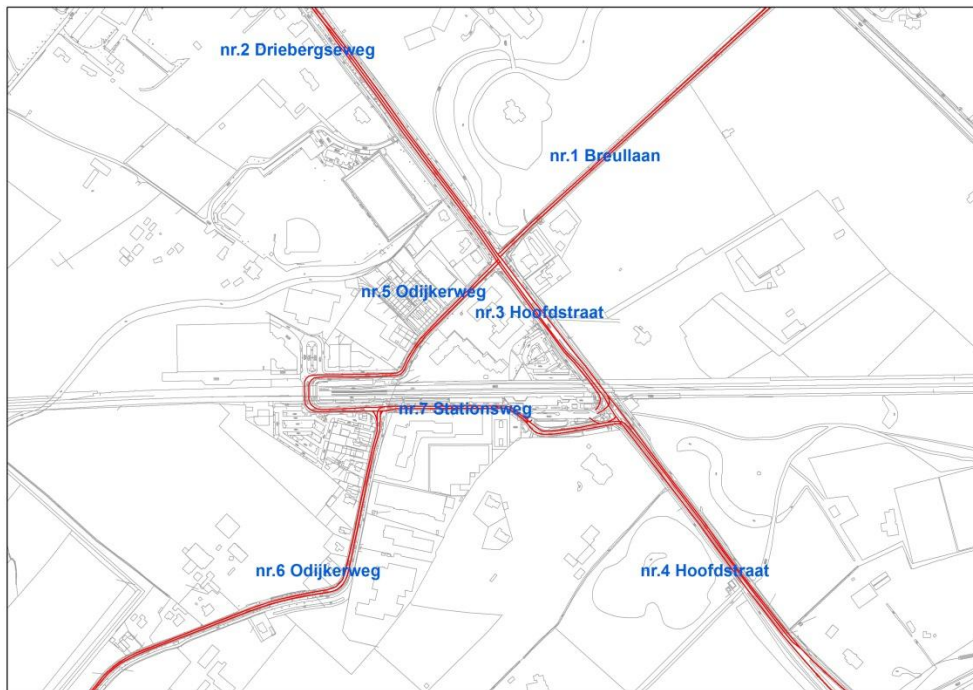 nr.2 Driebergseweg
nr.1 Breullaan
nr.5 Odijkerweg
nr.3 Hoofdstraat
nr.7 Stationsweg
nr.6 Odijkerweg
nr.4 Hoofdstraat